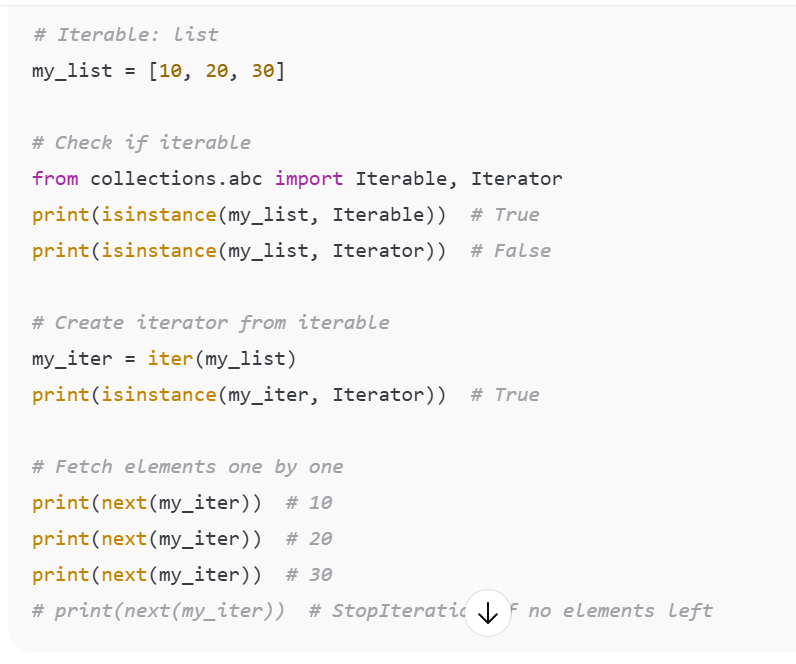 # Iterable: list
my_list = [10, 20, 30]
# Check if iterable
from collections.abc import Iterable, Iterator
print(isinstance(my_list, Iterable))  # True
print(isinstance(my_list, Iterator))  # False
# Create iterator from iterable
my_iter = iter(my_list)
print(isinstance(my_iter, Iterator))  # True
# Fetch elements one by one
print(next(my_iter))  # 10
print(next(my_iter))  # 20
print(next(my_iter))  # 30
# print(next(my_iter))  # no elements left